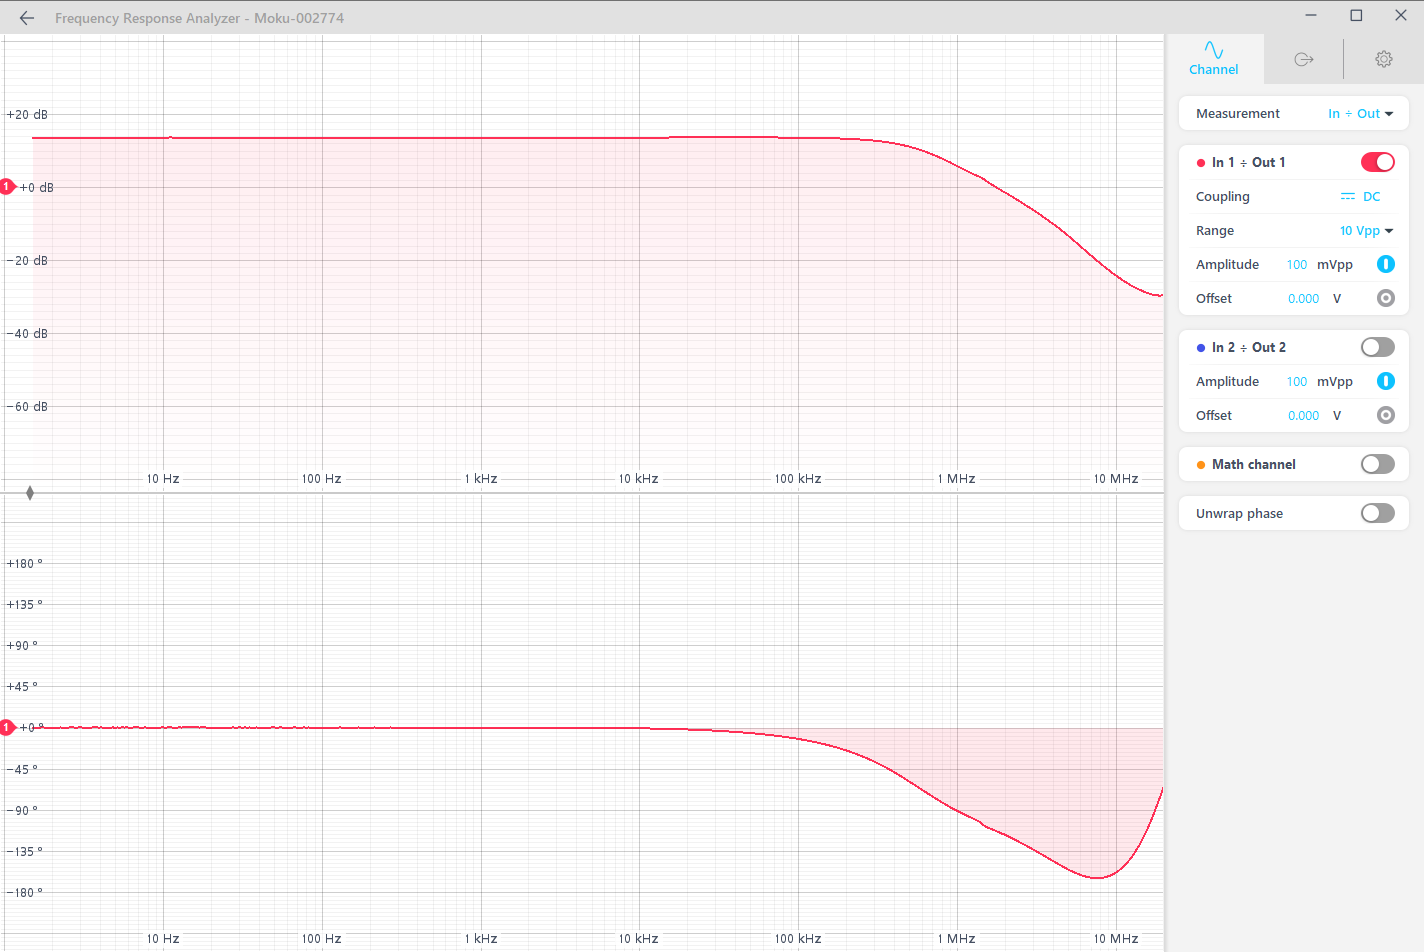 Frequency Response Analyzer - Moku-002774
Channel
+20 dB
1 +0 dB
−20 dB
−40 dB
−60 dB
10 Hz 100 Hz 1 kHz 10 kHz 100 kHz 1 MHz 10 MHz
+180 °
+135 °
+90 °
+45 °
1 +0 °
−45 °
−90 °
−135 °
−180 °
10 Hz 100 Hz 1 kHz 10 kHz 100 kHz 1 MHz 10 MHz
Measurement In ÷ Out
In 1 ÷ Out 1
Coupling DC
Range 10 Vpp
Amplitude 100 mVpp
Offset 0.000 V
In 2 ÷ Out 2
Amplitude 100 mVpp
Offset 0.000 V
Math channel
Unwrap phase